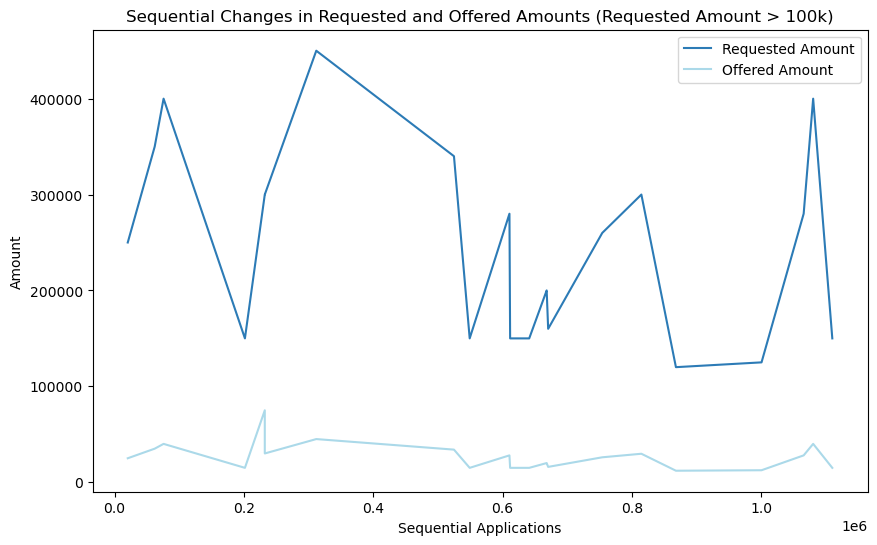 Sequential Changes in Requested and Offered Amounts (Requested Amount > 100k)
Requested Amount
Offered Amount
400000
300000
200000
100000
0
Amount
0.0 0.2 0.4 0.6 0.8 1.0
1e6
Sequential Applications